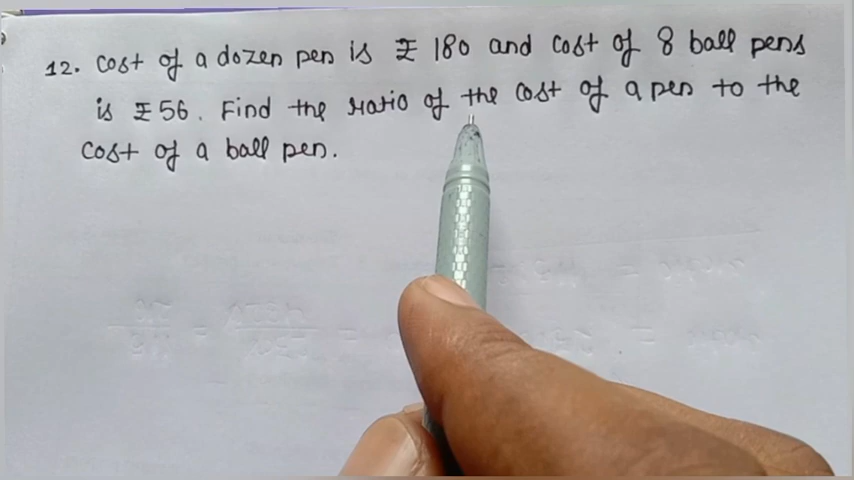 12. Cost of a dozen pen is ₹ 180 and cost of 8 ball pens
is ₹ 56. Find the ratio of the cost of a pen to the
cost of a ball pen.